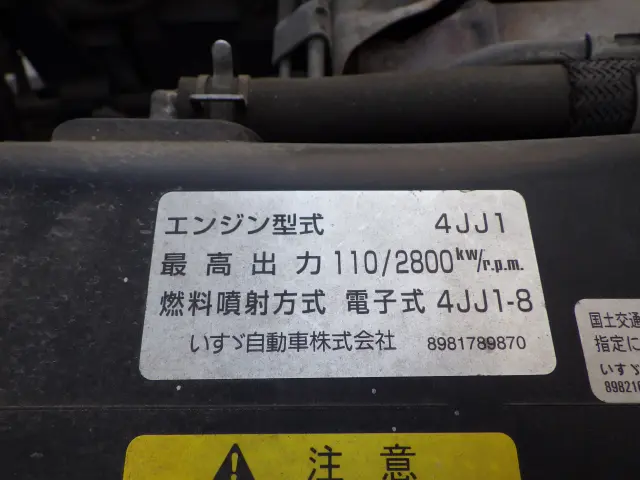 エンジン型式 4JJ1
最高出力 110/2800kw/r.p.m.
燃料噴射方式 電子式 4JJ1-8
いすゞ自動車株式会社 8981789870
国土交通
指定に
いすゞ
898216
注意